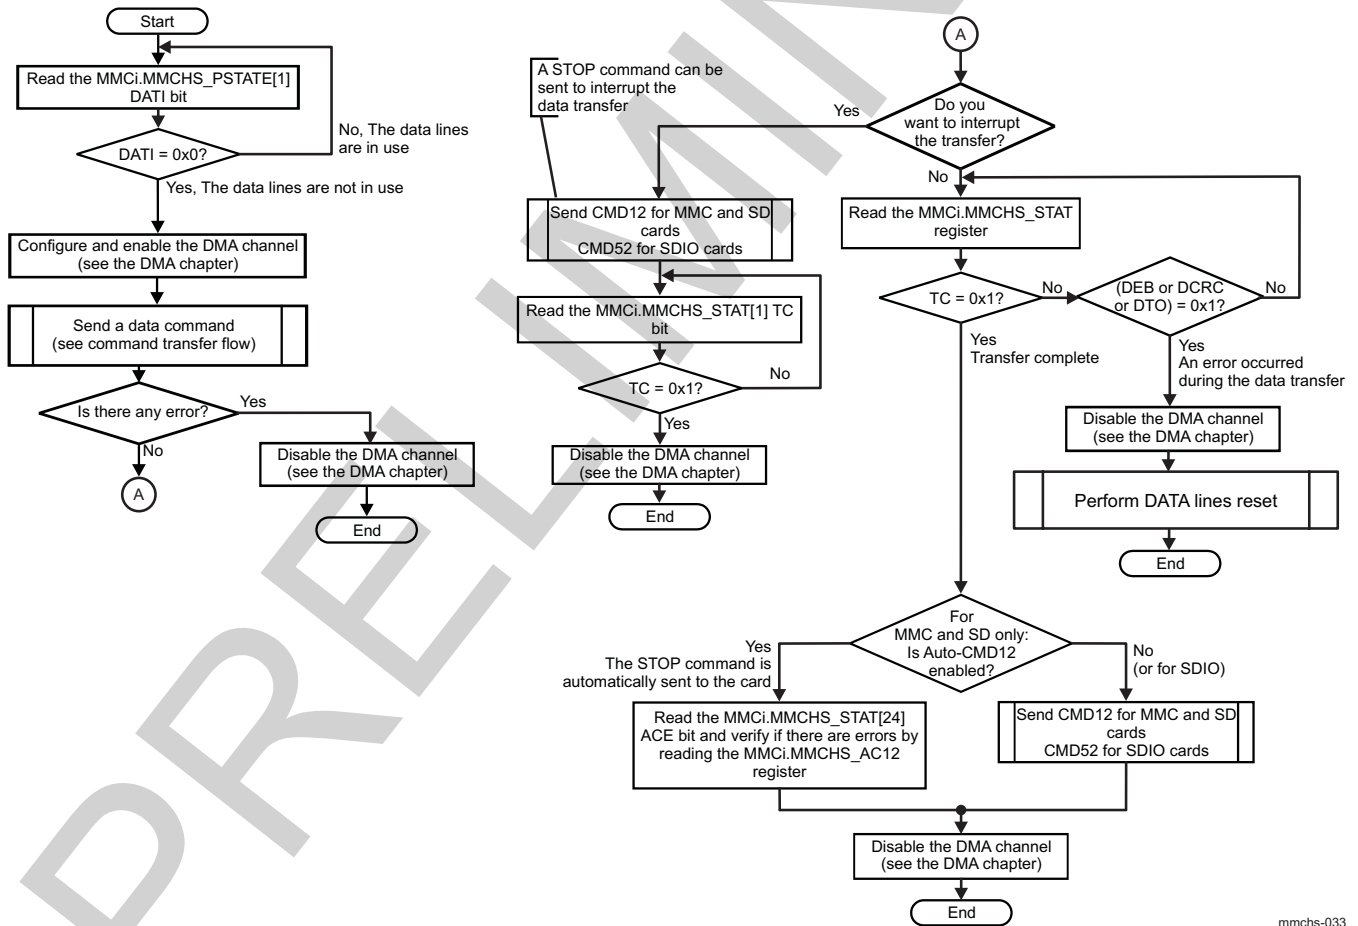 Start
Read the MMCi.MMCHS_PSTATE[1]
DATI bit
No, The data lines
are in use
DATI = 0x0?
Yes, The data lines are not in use
Configure and enable the DMA channel
(see the DMA chapter)
Send a data command
(see command transfer flow)
Is there any error?
Yes
No
A
Disable the DMA channel
(see the DMA chapter)
End
A
A STOP command can be
sent to interrupt the
data transfer
Do you
want to interrupt
the transfer?
Yes
No
Send CMD12 for MMC and SD
cards
CMD52 for SDIO cards
Read the MMCi.MMCHS_STAT[1] TC
bit
TC = 0x1?
No
Yes
Disable the DMA channel
(see the DMA chapter)
End
Read the MMCi.MMCHS_STAT
register
TC = 0x1?
No
Yes
Transfer complete
(DEB or DCRC
or DTO) = 0x1?
No
Yes
An error occurred
during the data transfer
Disable the DMA channel
(see the DMA chapter)
Perform DATA lines reset
End
For
MMC and SD only:
Is Auto-CMD12
enabled?
Yes
The STOP command is
automatically sent to the card
No
(or for SDIO)
Read the MMCi.MMCHS_STAT[24]
ACE bit and verify if there are errors by
reading the MMCi.MMCHS_AC12
register
Send CMD12 for MMC and SD
cards
CMD52 for SDIO cards
Disable the DMA channel
(see the DMA chapter)
End
mmchs-033
PRELIMIN